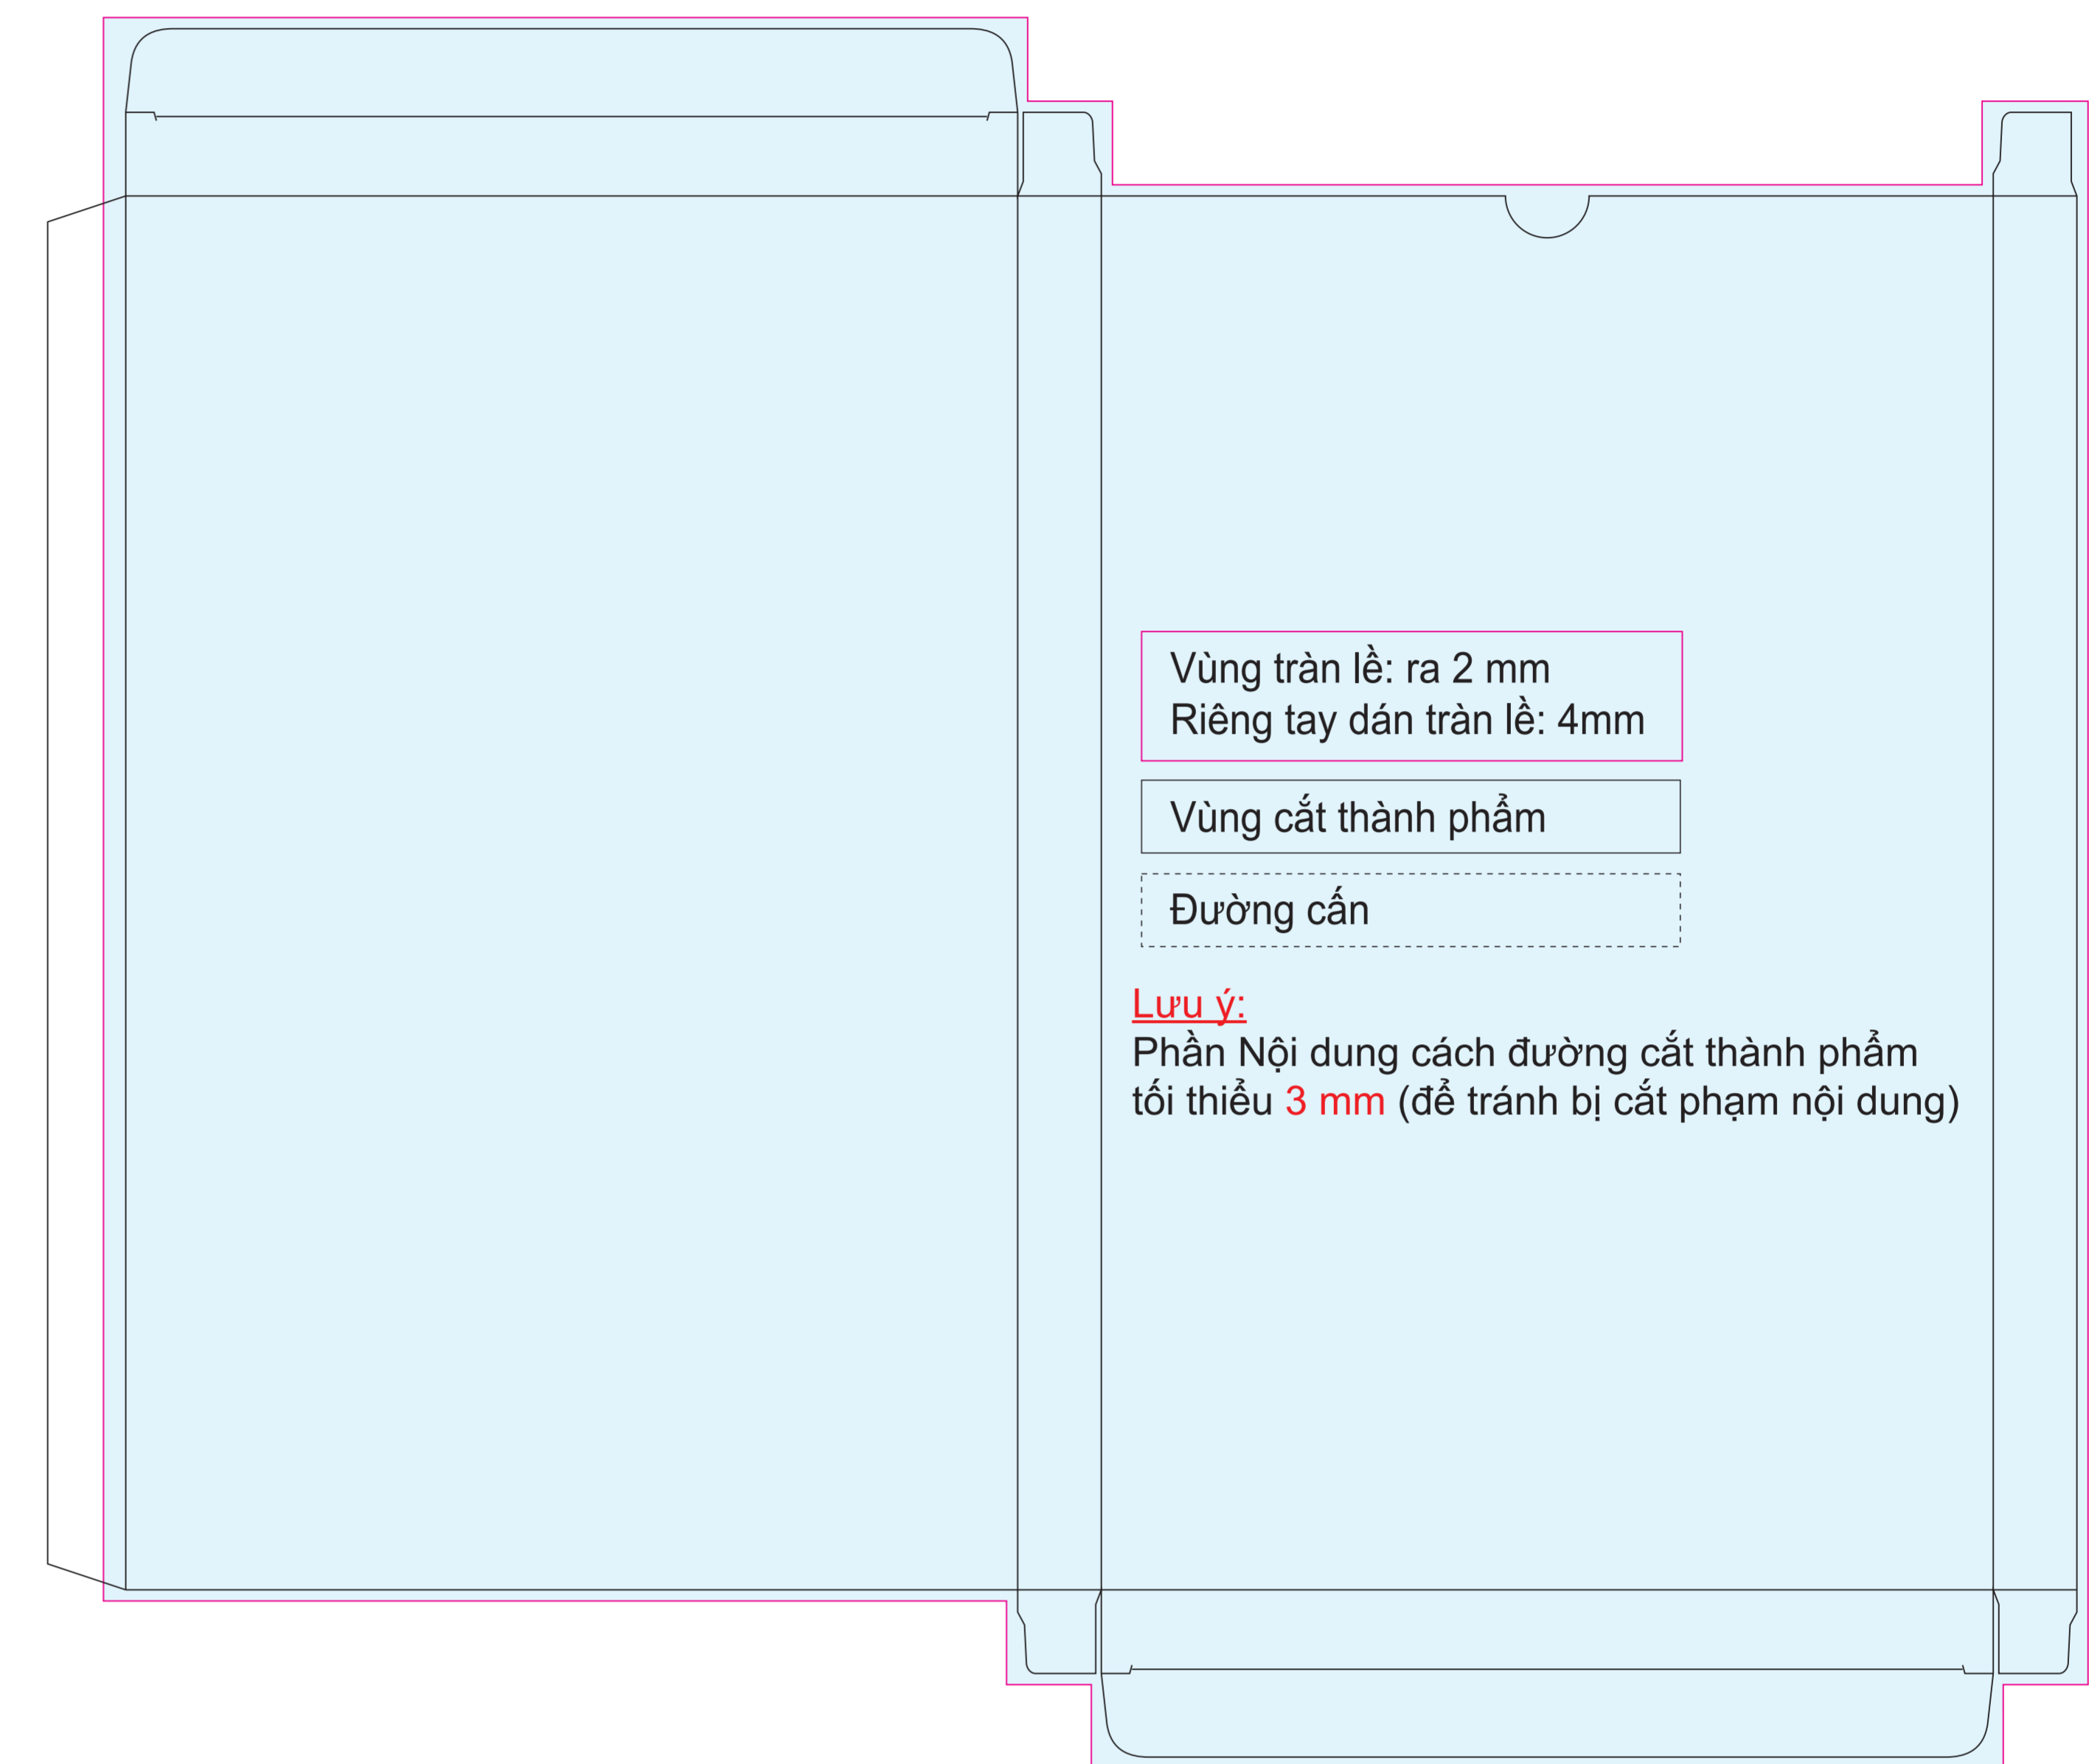 Vùng tràn lề: ra 2 mm
Riêng tay dán tràn lề: 4mm
Vùng cắt thành phẩm
Đường cấn
Lưu ý:
Phần Nội dung cách đường cắt thành phẩm
tối thiểu 3 mm (để tránh bị cắt phạm nội dung)